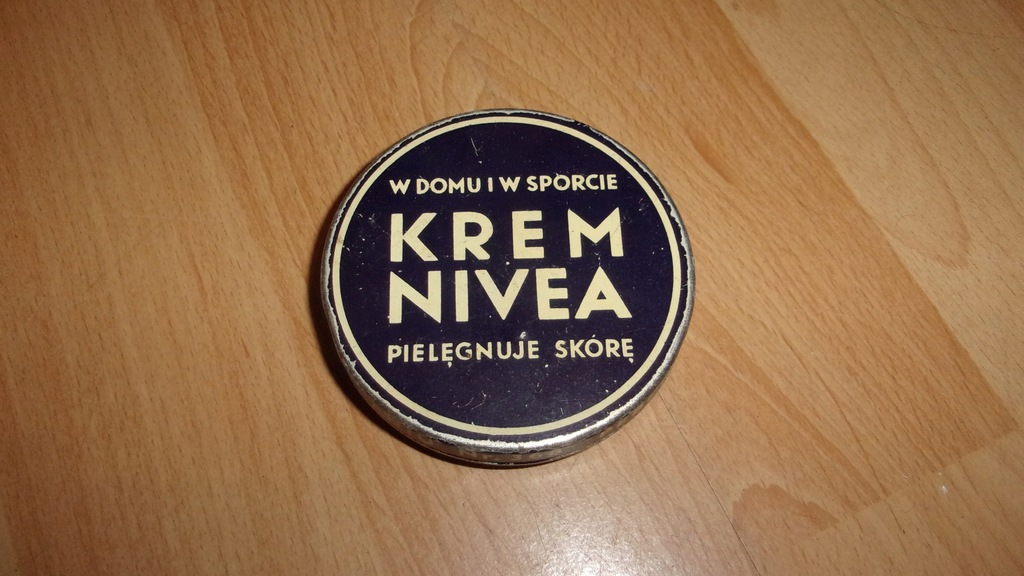 W DOMU I W SPORCIE
KREM
NIVEA
PIELĘGNUJE SKÓRĘ